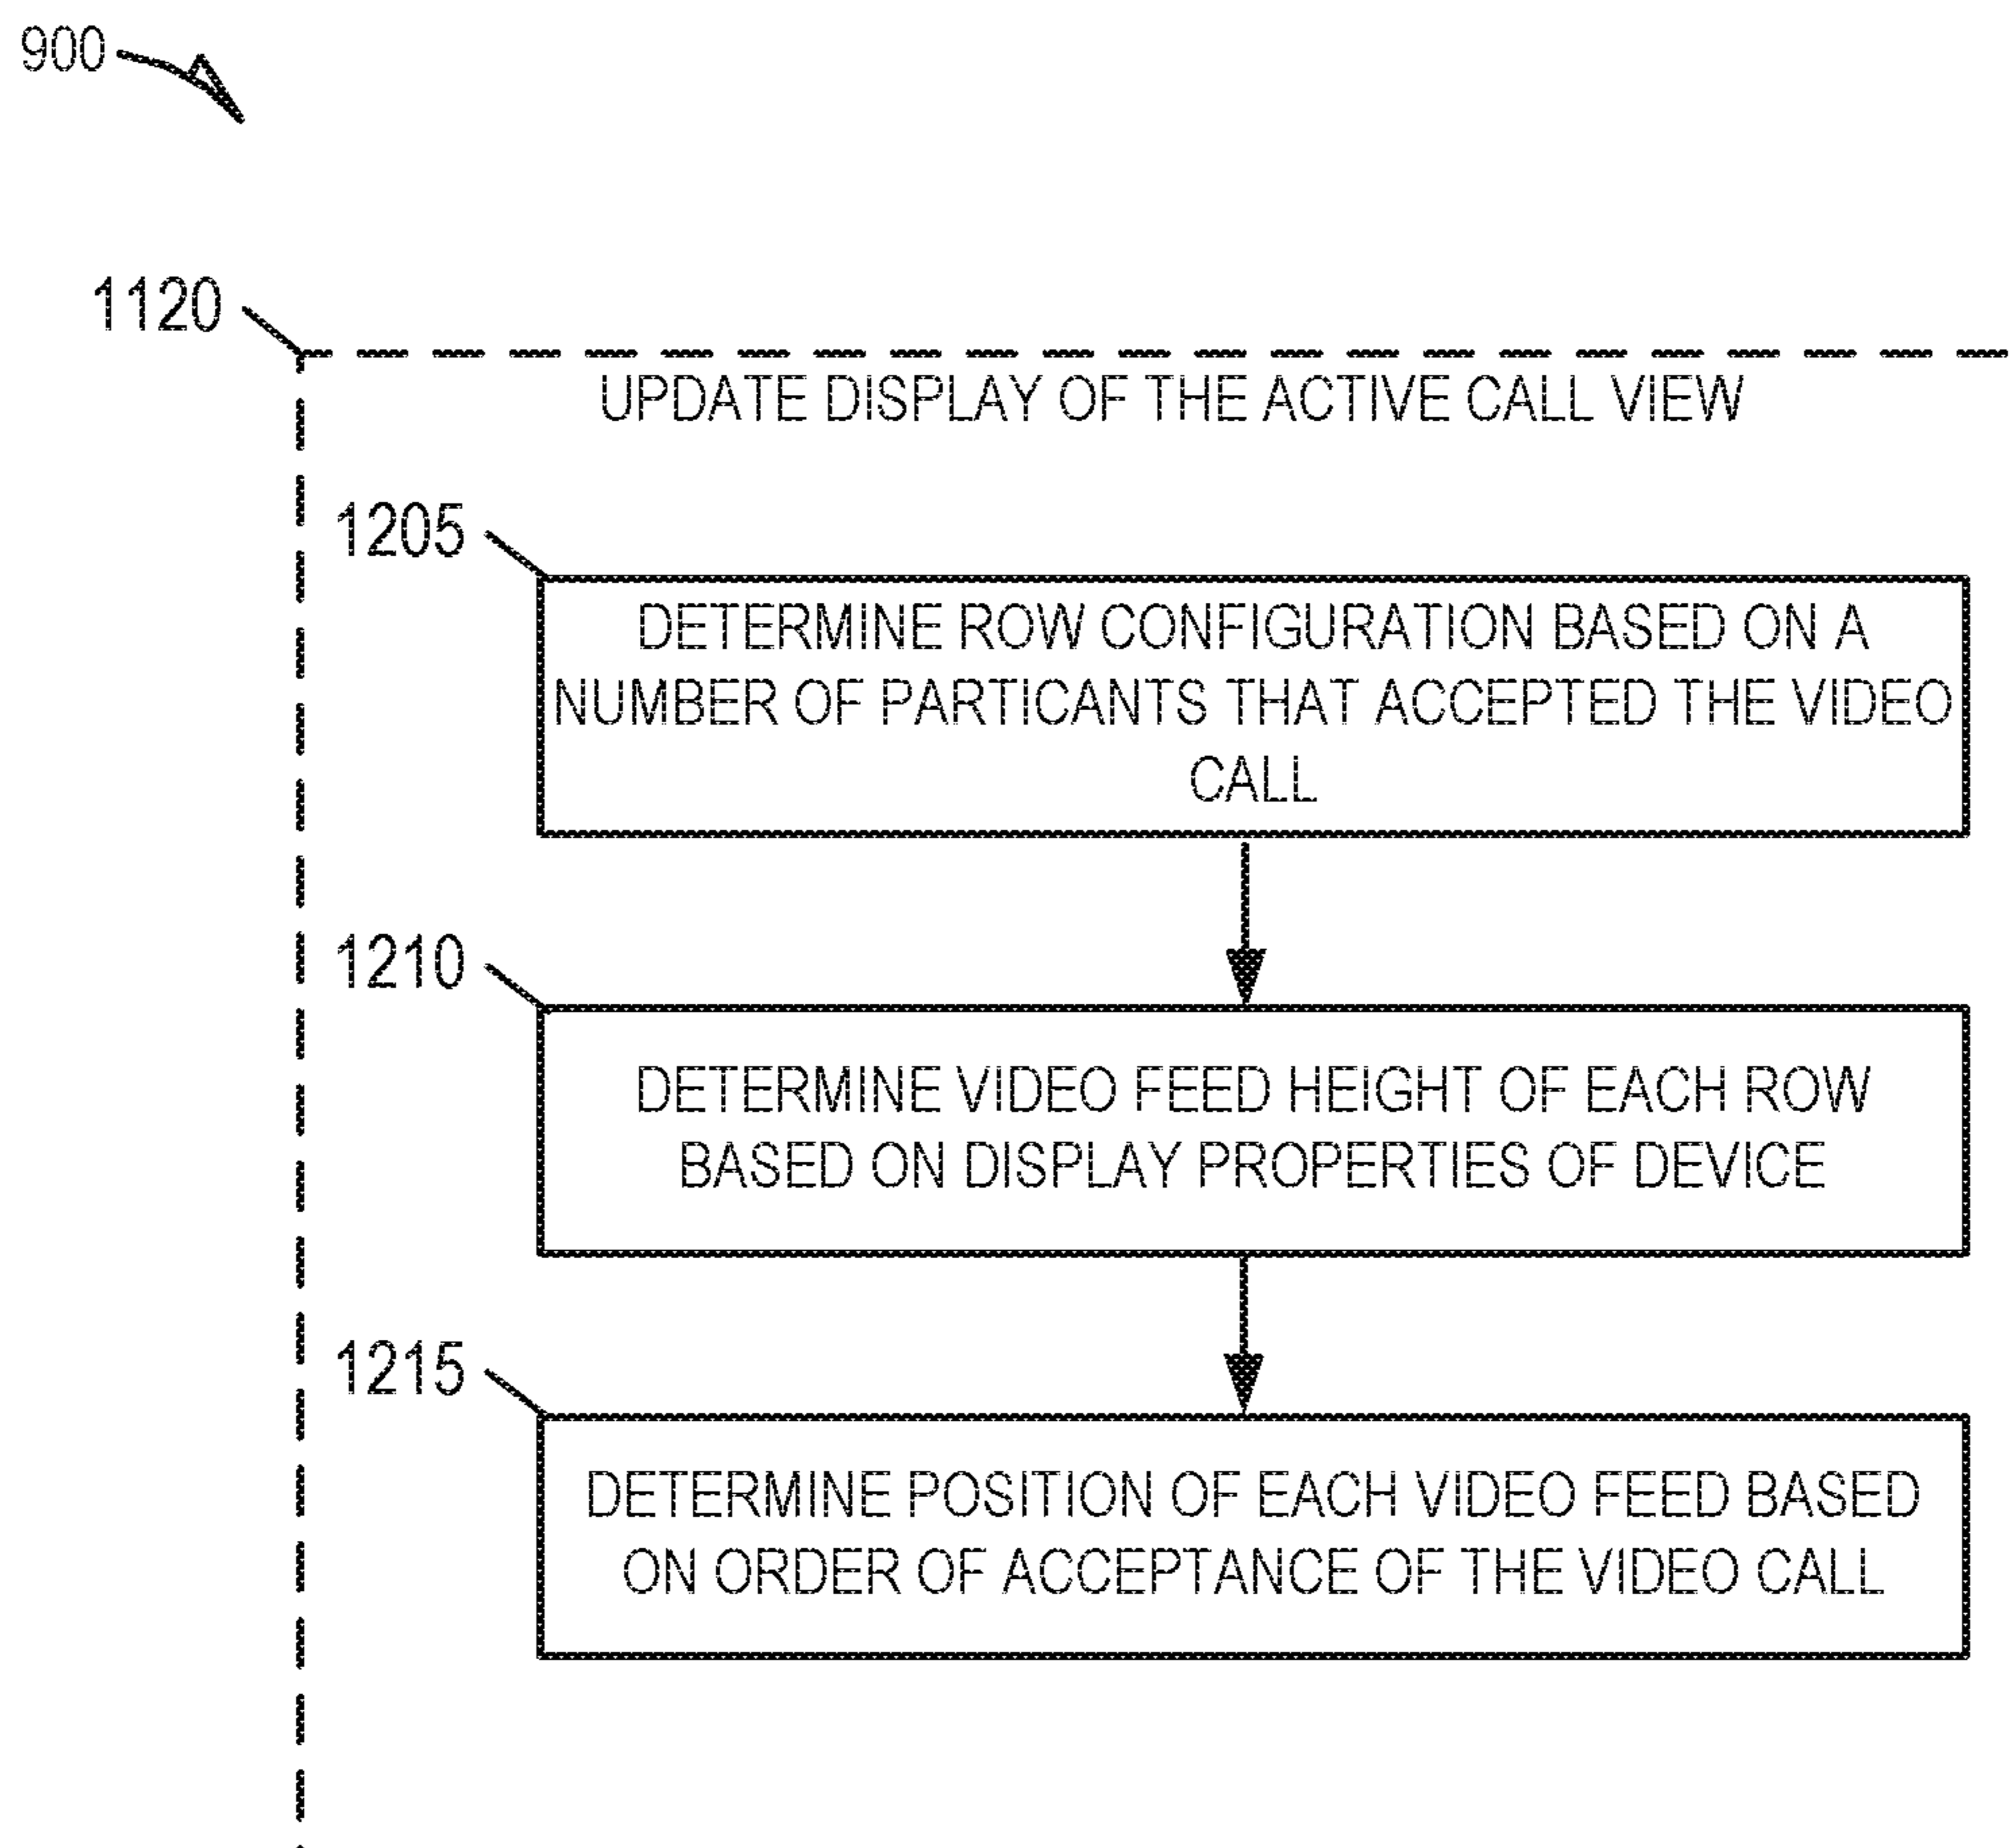 900
1120
UPDATE DISPLAY OF THE ACTIVE CALL VIEW
1205
DETERMINE ROW CONFIGURATION BASED ON A
NUMBER OF PARTICANTS THAT ACCEPTED THE VIDEO
CALL
1210
DETERMINE VIDEO FEED HEIGHT OF EACH ROW
BASED ON DISPLAY PROPERTIES OF DEVICE
1215
DETERMINE POSITION OF EACH VIDEO FEED BASED
ON ORDER OF ACCEPTANCE OF THE VIDEO CALL